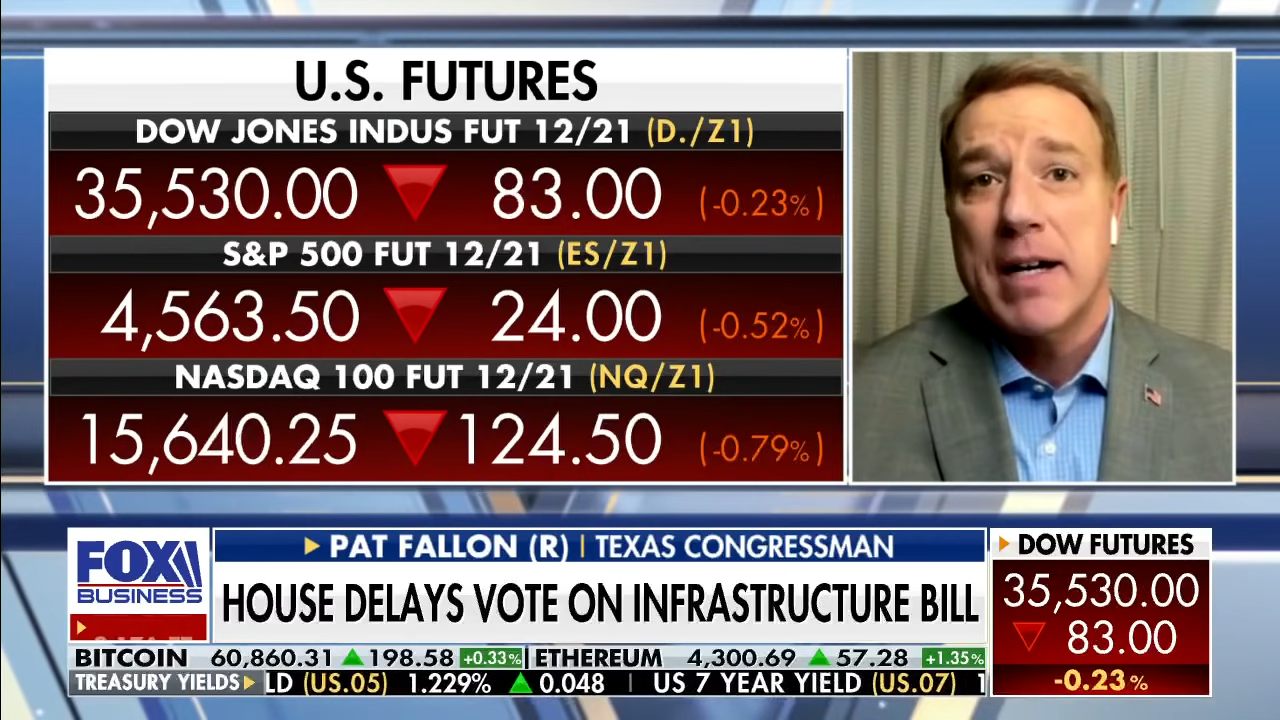 U.S. FUTURES
DOW JONES INDUS FUT 12/21 (D./Z1)
35,530.00 ▼ 83.00 (-0.23%)
S&P 500 FUT 12/21 (ES/Z1)
4,563.50 ▼ 24.00 (-0.52%)
NASDAQ 100 FUT 12/21 (NQ/Z1)
15,640.25 ▼ 124.50 (-0.79%)
FOX BUSINESS
PAT FALLON (R) | TEXAS CONGRESSMAN
HOUSE DELAYS VOTE ON INFRASTRUCTURE BILL
DOW FUTURES
35,530.00
▼ 83.00
-0.23%
BITCOIN 60,860.31 ▲ 198.58 +0.33% | ETHEREUM 4,300.69 ▲ 57.28 +1.35%
TREASURY YIELDS LD (US.05) 1.229% ▲ 0.048 | US 7 YEAR YIELD (US.07) 1